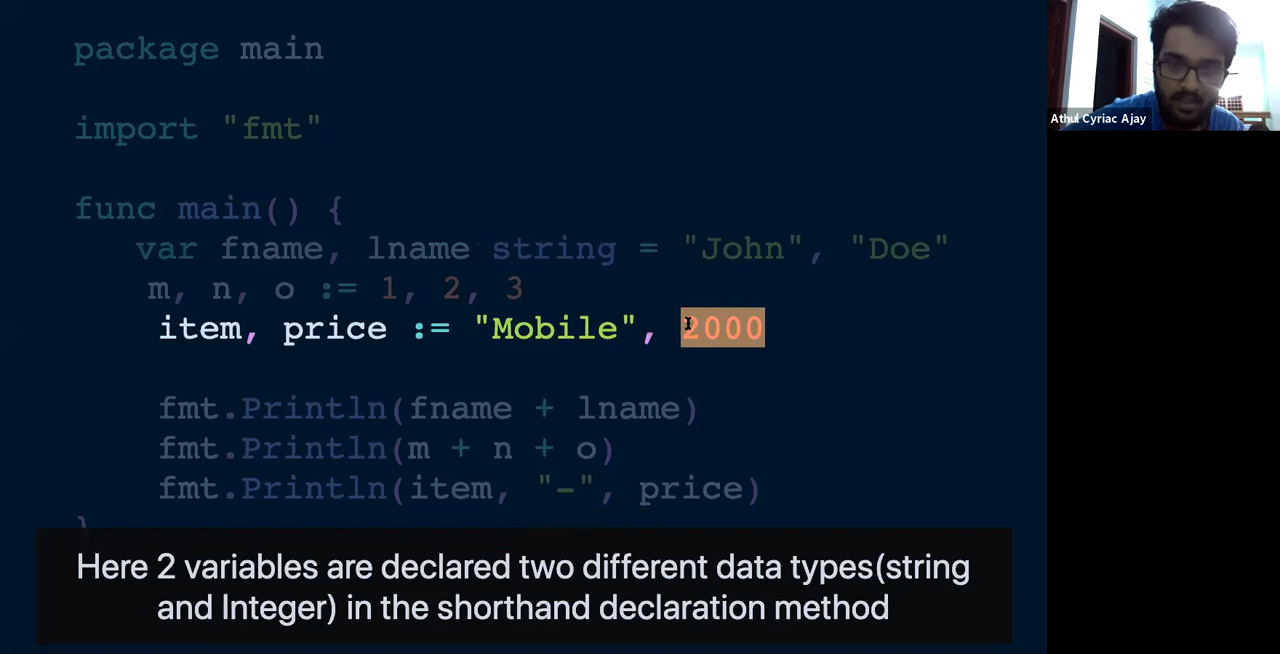 package main
import "fmt"
func main() {
var fname, lname string = "John", "Doe"
m, n, o := 1, 2, 3
item, price := "Mobile", 2000
fmt.Println(fname + lname)
fmt.Println(m + n + o)
fmt.Println(item, "-", price)
}
Here 2 variables are declared two different data types(string
and Integer) in the shorthand declaration method
Athul Cyriac Ajay